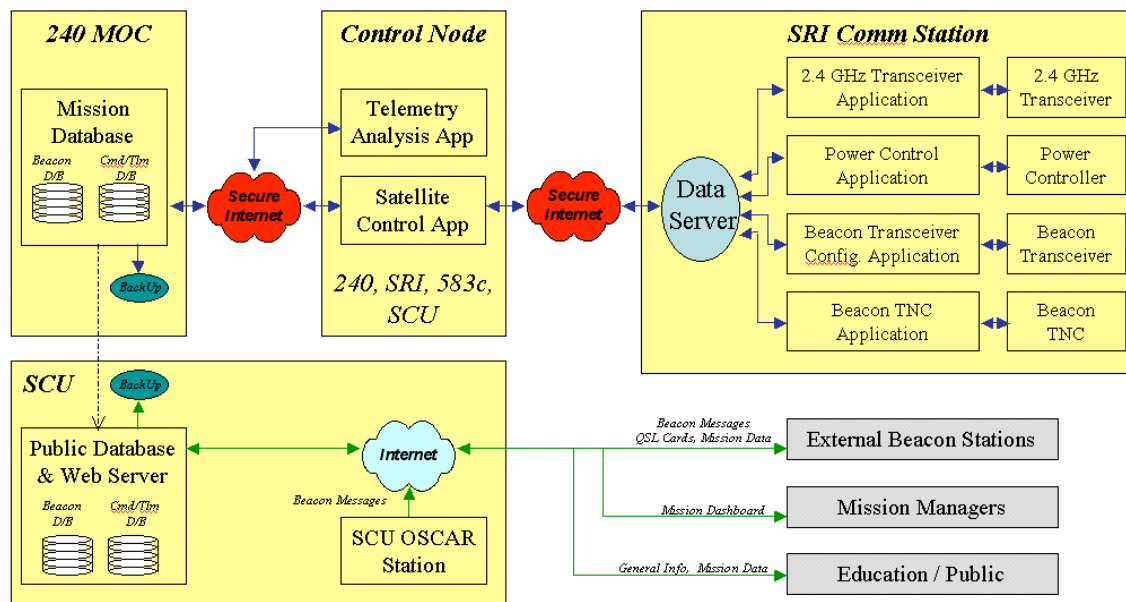 240 MOC
Mission
Database
Beacon
D/B
Cmd/Tlm
D/B
BackUp
Secure
Internet
Control Node
Telemetry
Analysis App
Satellite
Control App
240, SRI, 583c,
SCU
Secure
Internet
SRI Comm Station
Data
Server
2.4 GHz Transceiver
Application
2.4 GHz
Transceiver
Power Control
Application
Power
Controller
Beacon Transceiver
Config. Application
Beacon
Transceiver
Beacon TNC
Application
Beacon
TNC
SCU
BackUp
Public Database
& Web Server
Beacon
D/B
Cmd/Tlm
D/B
Internet
Beacon Messages
SCU OSCAR
Station
Beacon Messages
QSL Cards, Mission Data
External Beacon Stations
Mission Dashboard
Mission Managers
General Info, Mission Data
Education / Public